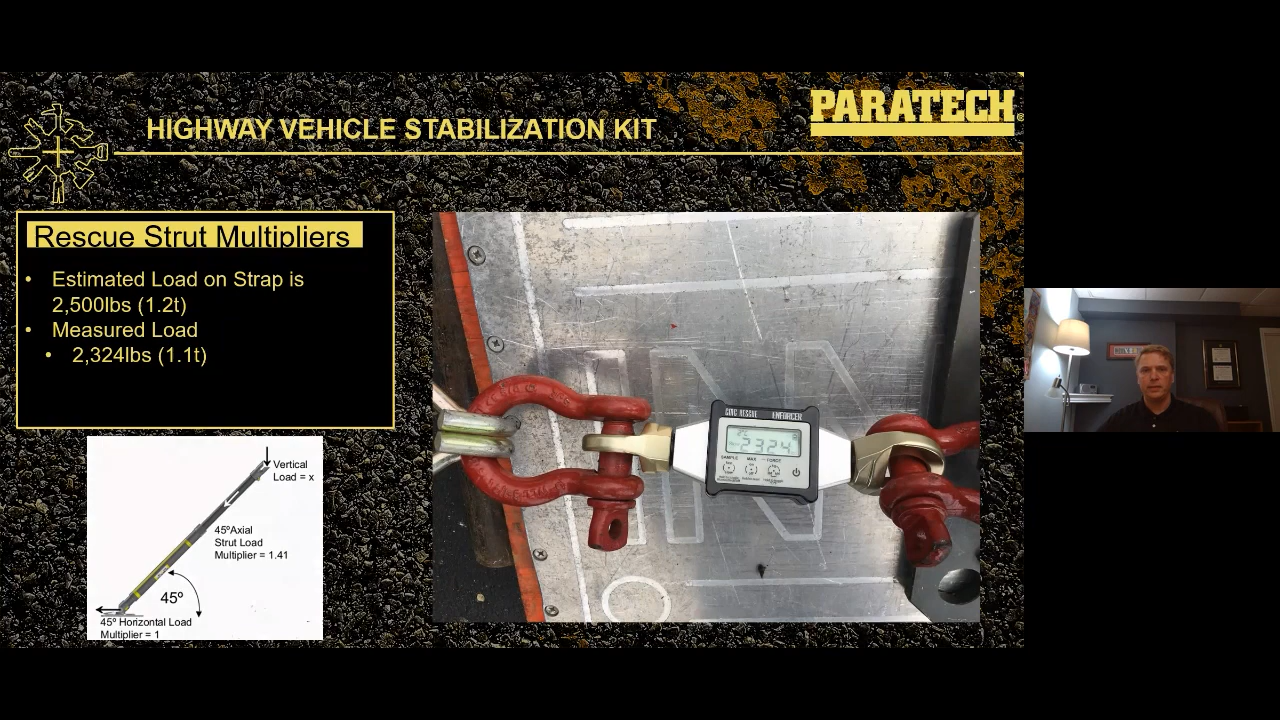 PARATECH®
HIGHWAY VEHICLE STABILIZATION KIT
Rescue Strut Multipliers
• Estimated Load on Strap is
2,500lbs (1.2t)
• Measured Load
• 2,324lbs (1.1t)
Vertical
Load = x
45ºAxial
Strut Load
Multiplier = 1.41
45º
45º Horizontal Load
Multiplier = 1
ENFORCER
2324
SAMPLE MAX FORCE